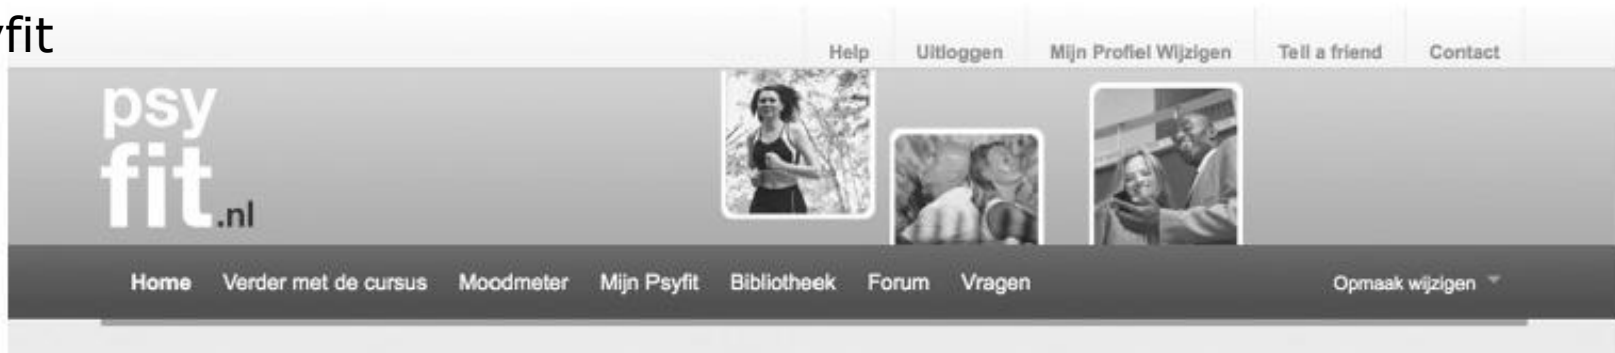 yfit
Help Uitloggen Mijn Profiel Wijzigen Tell a friend Contact
psy
fit.nl
Home Verder met de cursus Moodmeter Mijn Psyfit Bibliotheek Forum Vragen Opmaak wijzigen